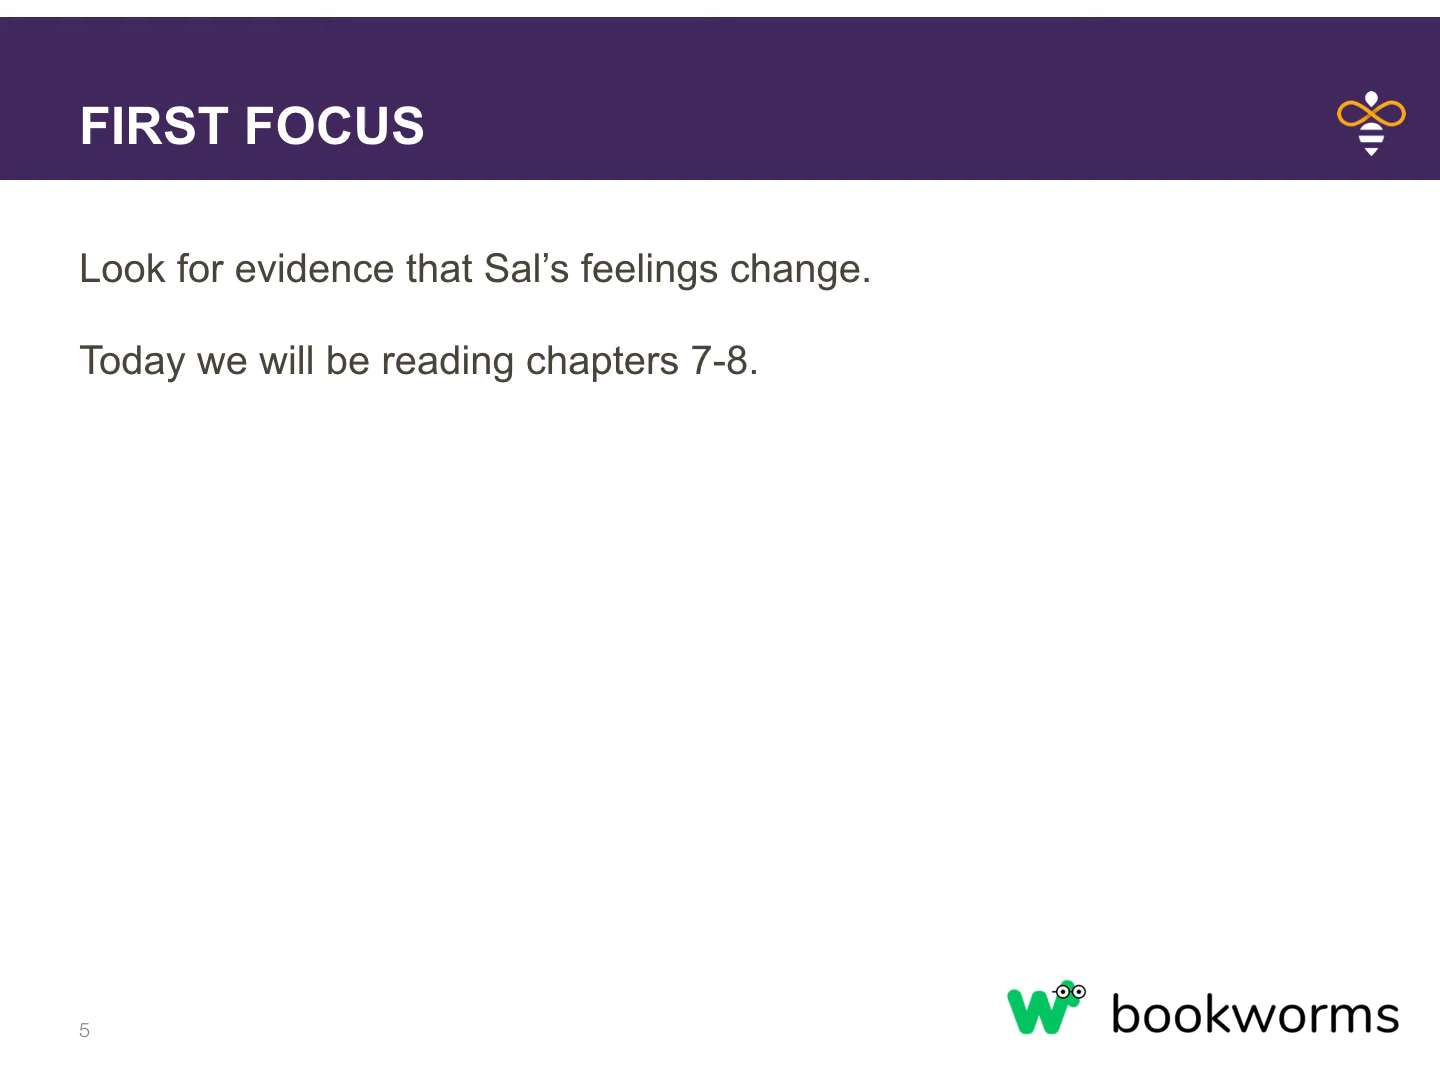 FIRST FOCUS
Look for evidence that Sal’s feelings change.
Today we will be reading chapters 7-8.
5
bookworms